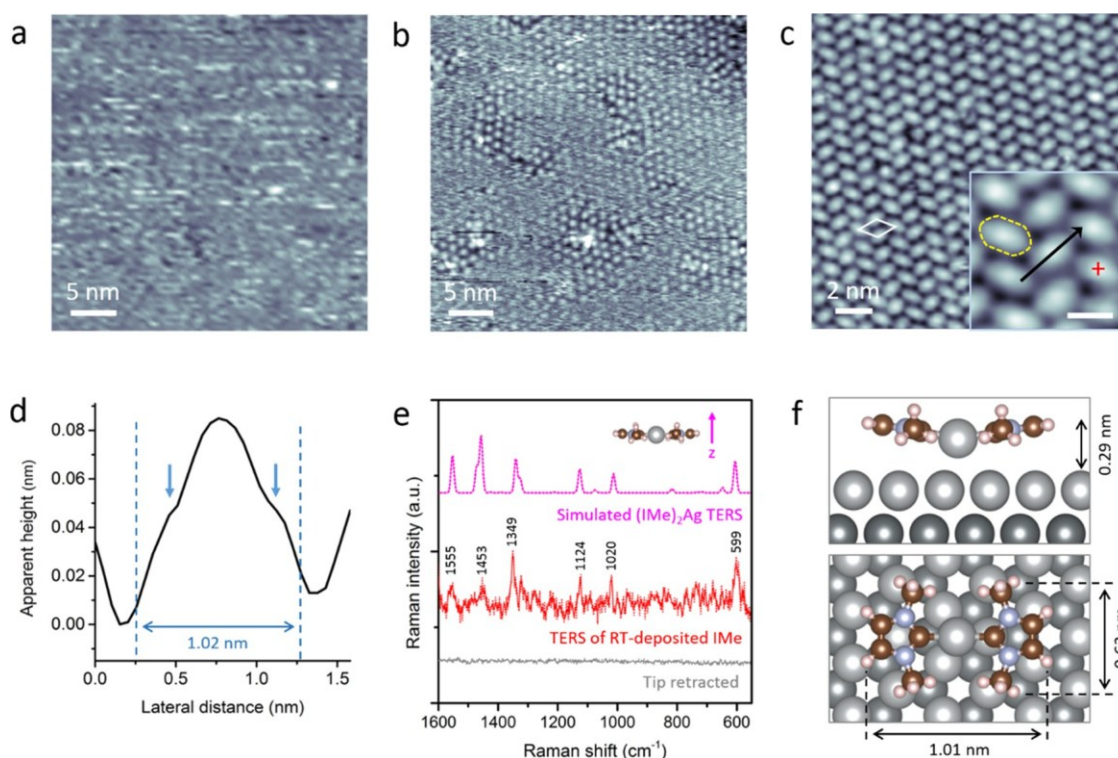 a
5 nm
b
5 nm
c
2 nm
+
d
Apparent height (nm)
0.08
0.06
0.04
0.02
0.00
1.02 nm
0.0
0.5
1.0
1.5
Lateral distance (nm)
e
Raman intensity (a.u.)
z
Simulated (IMe)₂Ag TERS
1555
1453
1349
1124
1020
599
TERS of RT-deposited IMe
Tip retracted
1600
1400
1200
1000
800
600
Raman shift (cm⁻¹)
f
0.29 nm
1.01 nm